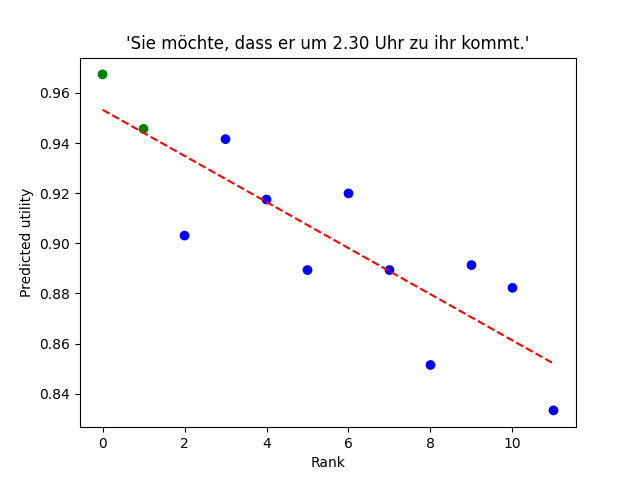 'Sie möchte, dass er um 2.30 Uhr zu ihr kommt.'
Predicted utility
0.96
0.94
0.92
0.90
0.88
0.86
0.84
0 2 4 6 8 10
Rank